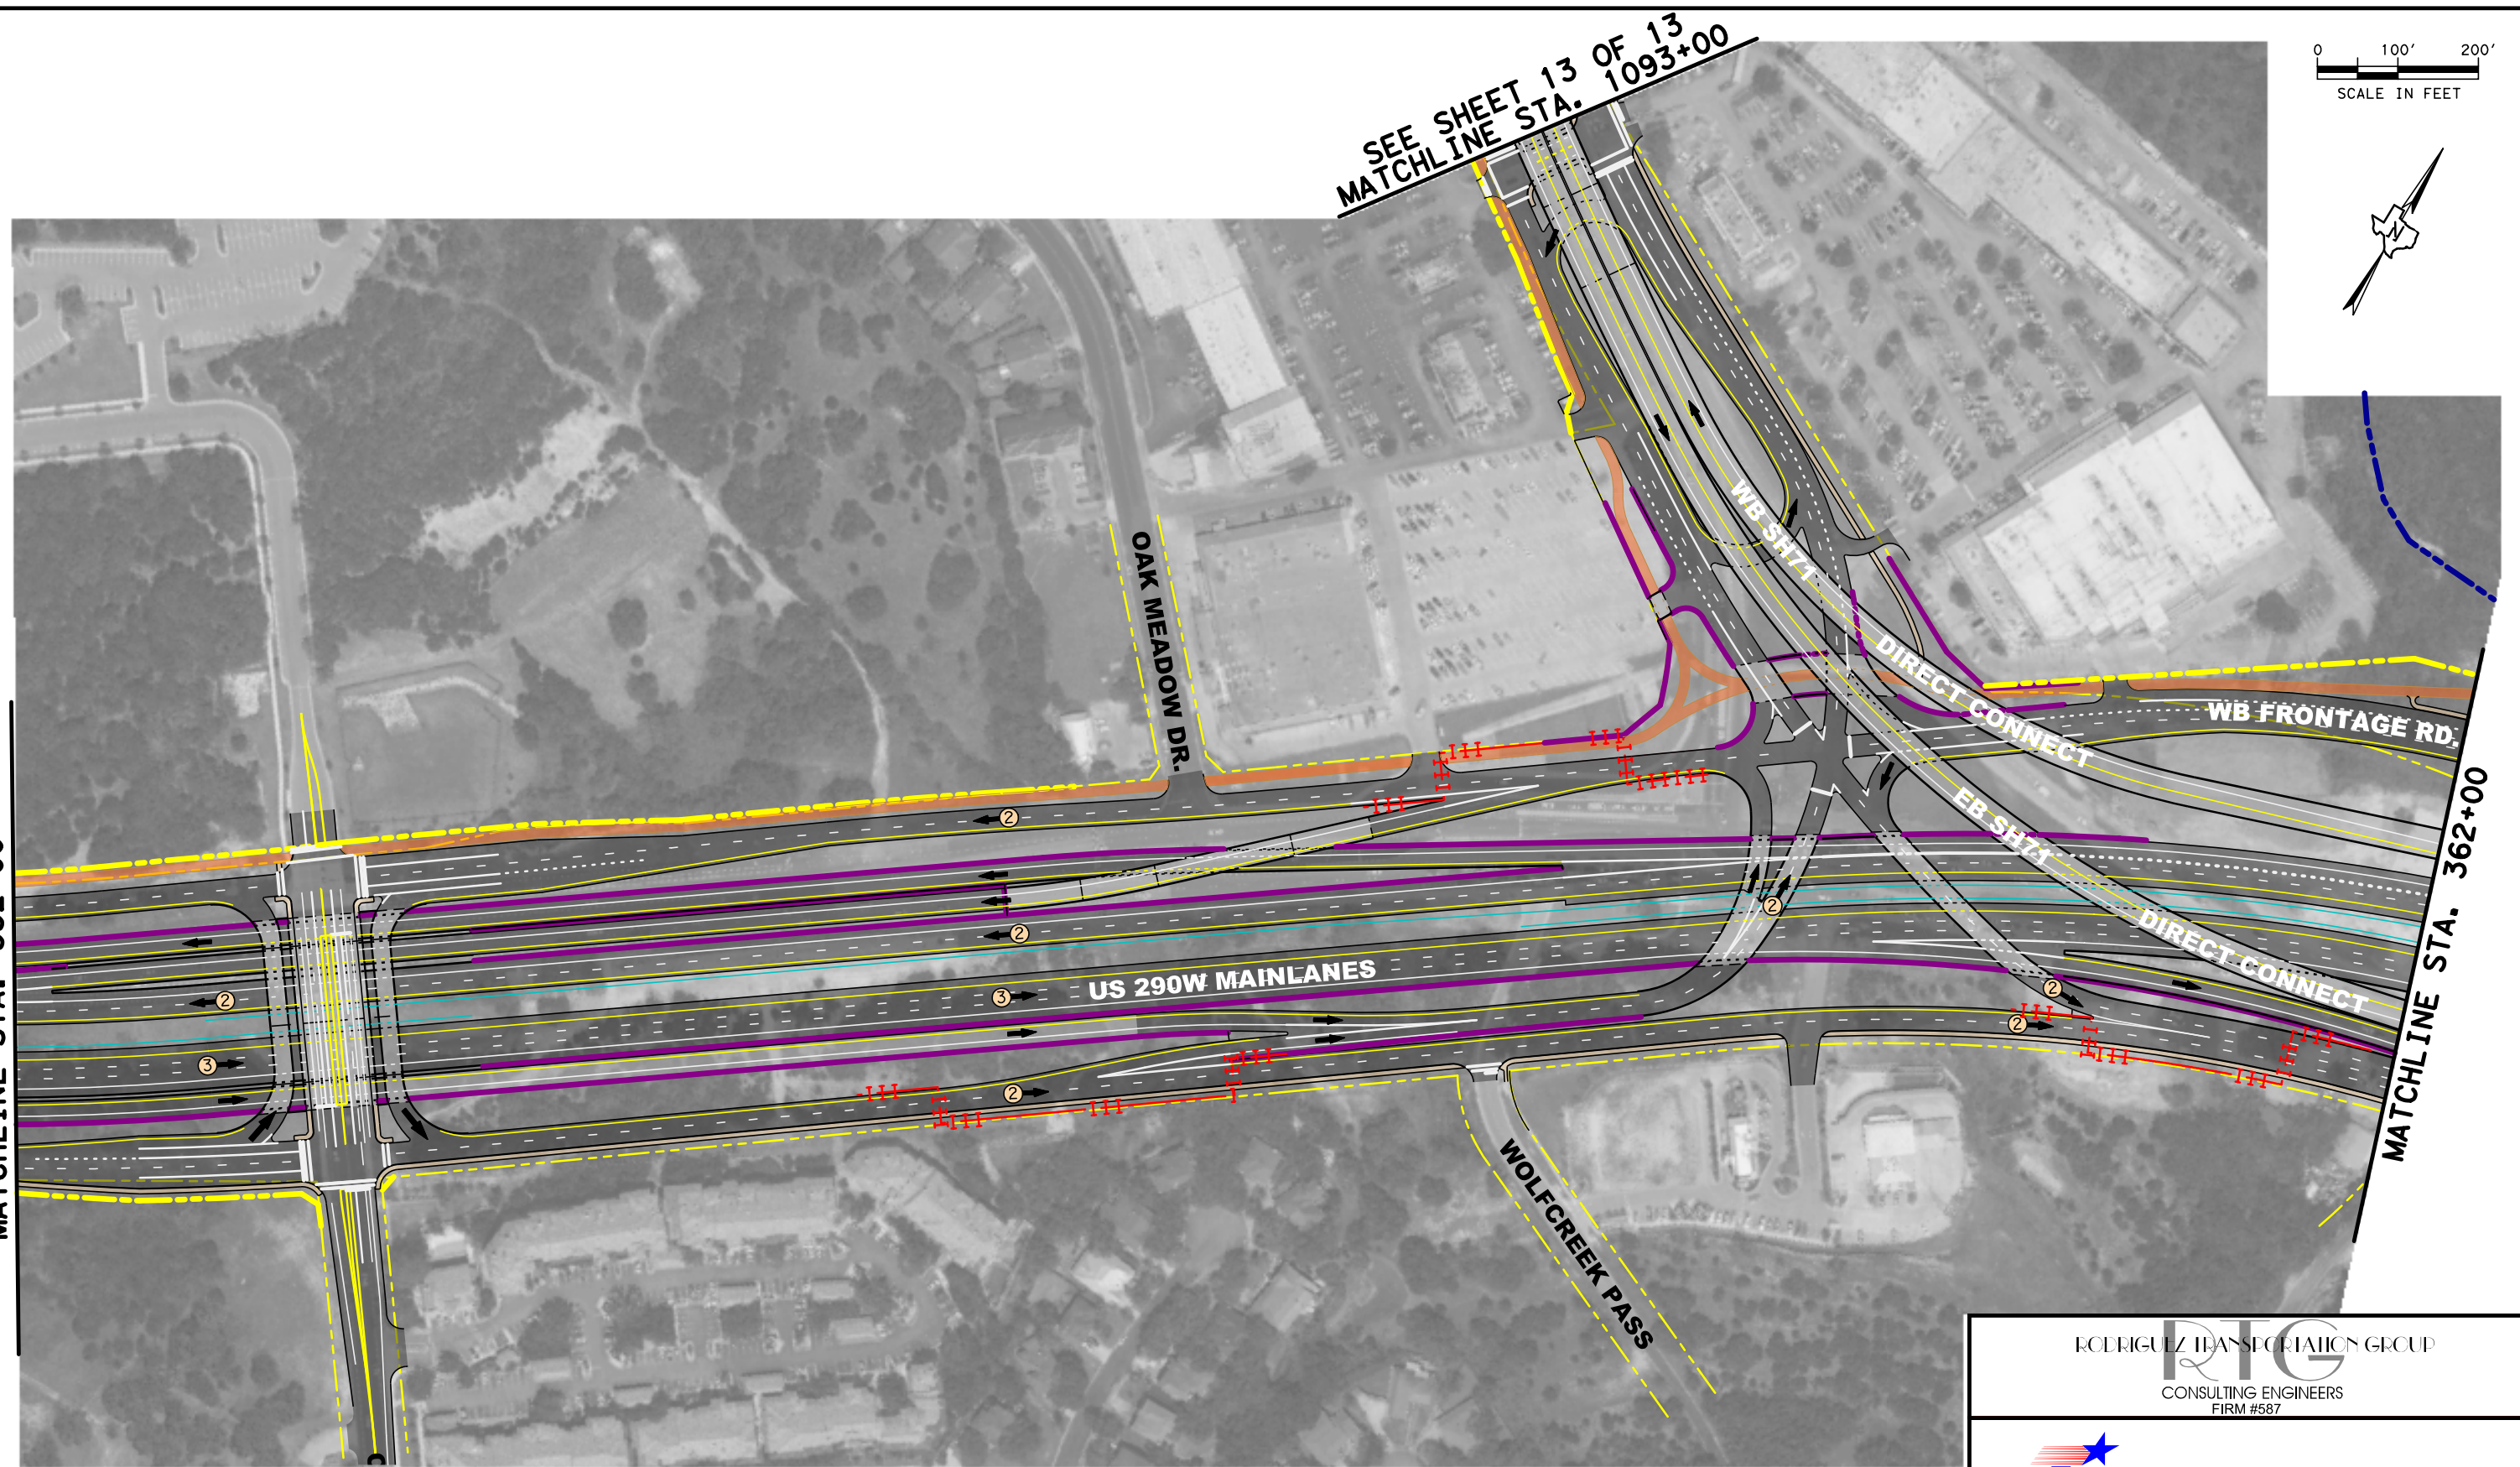 SEE SHEET 13 OF 13
MATCHLINE STA. 1093+00
0 100' 200'
SCALE IN FEET
N
OAK MEADOW DR.
WB SH71
DIRECT CONNECT
WB FRONTAGE RD.
EB SH71
DIRECT CONNECT
US 290W MAINLANES
2
2
2
2
2
2
2
3
3
WOLFCREEK PASS
MATCHLINE STA. 362+00
RODRIGUEZ TRANSPORTATION GROUP
RTG
CONSULTING ENGINEERS
FIRM #587